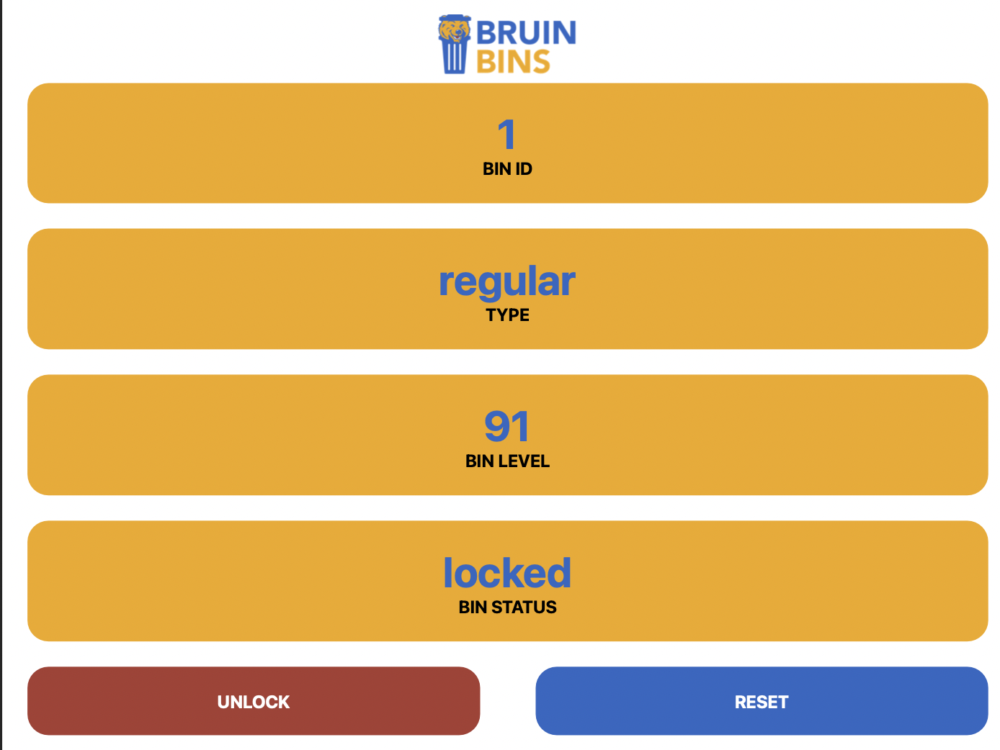 BRUIN
BINS
1
BIN ID
regular
TYPE
91
BIN LEVEL
locked
BIN STATUS
UNLOCK
RESET